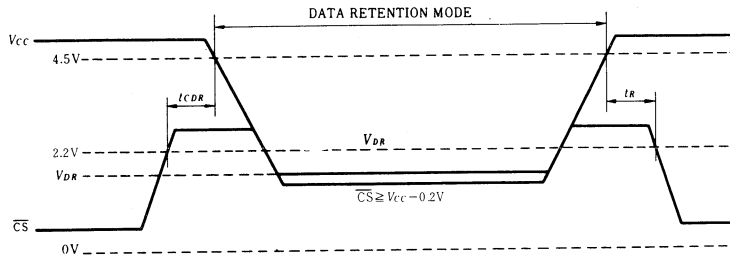 DATA RETENTION MODE
Vcc
4.5V
tCDR
tR
VDR
2.2V
VDR
CS≧Vcc−0.2V
CS
0V